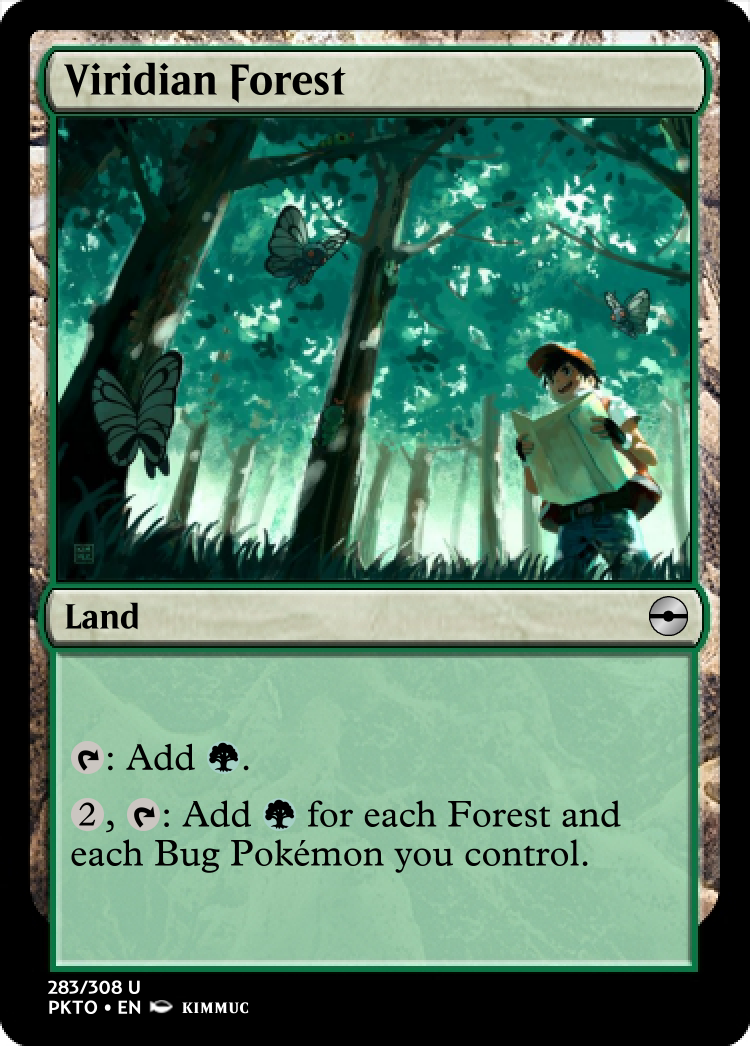 Viridian Forest
Land
: Add .
2, : Add  for each Forest and
each Bug Pokémon you control.
283/308 U
PKTO • EN KIMMUC